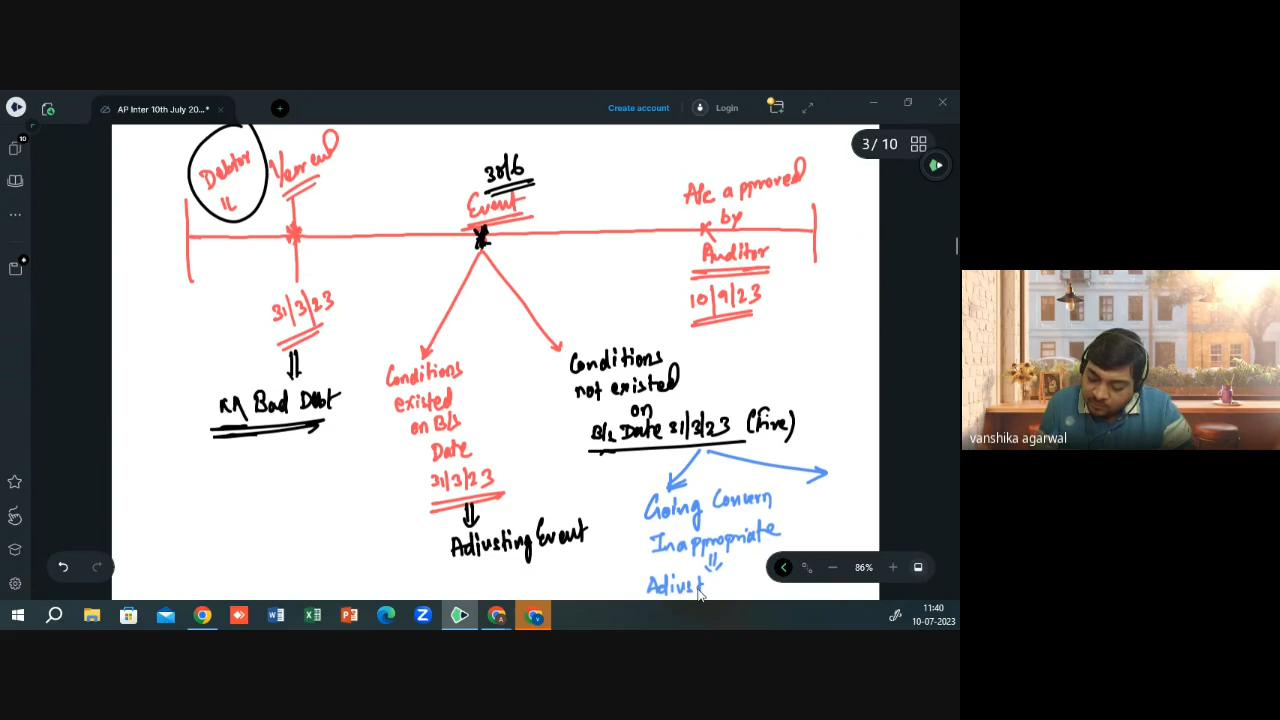 AP Inter 10th July 20...*
Create account
Login
10
3/10
Debtor
1L
Year end
30/6
Event
A/c approved
by
Auditor
10/9/23
31/3/23
Bad Debt
Conditions
existed
on B/s
Date
31/3/23
Adjusting Event
Conditions
not existed
on
B/s Date 31/3/23 (Fire)
Going Concern
Inappropriate
Adjust
86%
vanshika agarwal
11:40
10-07-2023